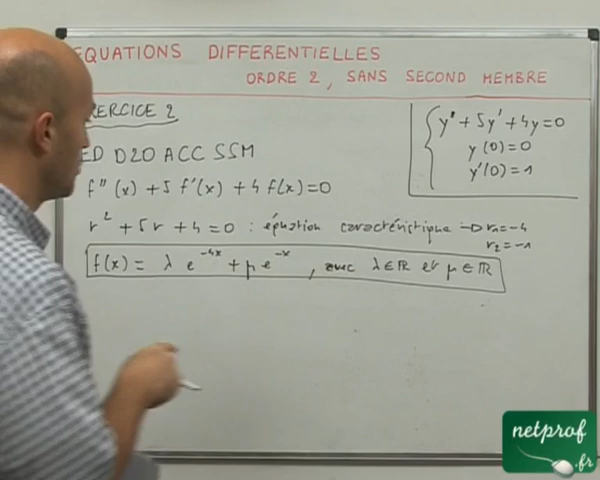 EQUATIONS DIFFERENTIELLES
ORDRE 2, SANS SECOND MEMBRE
EXERCICE 2
y" + 5y' + 4y = 0
y(0) = 0
y'(0) = 1
ED D2O ACC SSM
f"(x) + 5 f'(x) + 4 f(x) = 0
r² + 5r + 4 = 0 : équation caractéristique → r₁ = -4
r₂ = -1
f(x) = λ e^{-4x} + μ e^{-x}, avec λ ∈ ℝ et μ ∈ ℝ
netprof
.fr